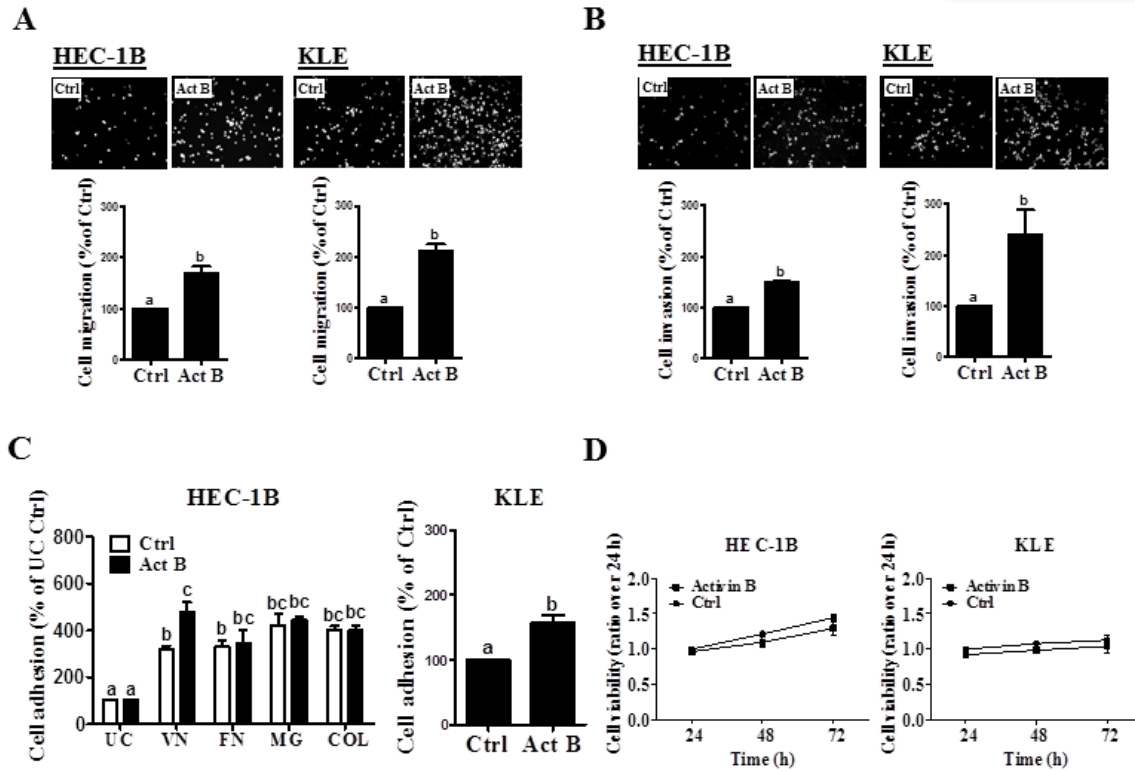 A
HEC-1B KLE
Ctrl Act B Ctrl Act B
Cell migration (% of Ctrl)
300
200
100
0
a b
Ctrl Act B
Cell migration (% of Ctrl)
300
200
100
0
a b
Ctrl Act B
B
HEC-1B KLE
Ctrl Act B Ctrl Act B
Cell invasion (% of Ctrl)
300
200
100
0
a b
Ctrl Act B
Cell invasion (% of Ctrl)
300
200
100
0
a b
Ctrl Act B
C
HEC-1B
Cell adhesion (% of UC Ctrl)
800
600
400
200
0
Ctrl
Act B
a a b c b bc bc bc bc bc
UC VN FN MG COL
KLE
Cell adhesion (% of Ctrl)
300
200
100
0
a b
Ctrl Act B
D
HEC-1B
Cell viability (ratio over 24 h)
2.0
1.5
1.0
0.5
0.0
Activin B
Ctrl
24 48 72
Time (h)
KLE
Cell viability (ratio over 24 h)
2.0
1.5
1.0
0.5
0.0
Activin B
Ctrl
24 48 72
Time (h)